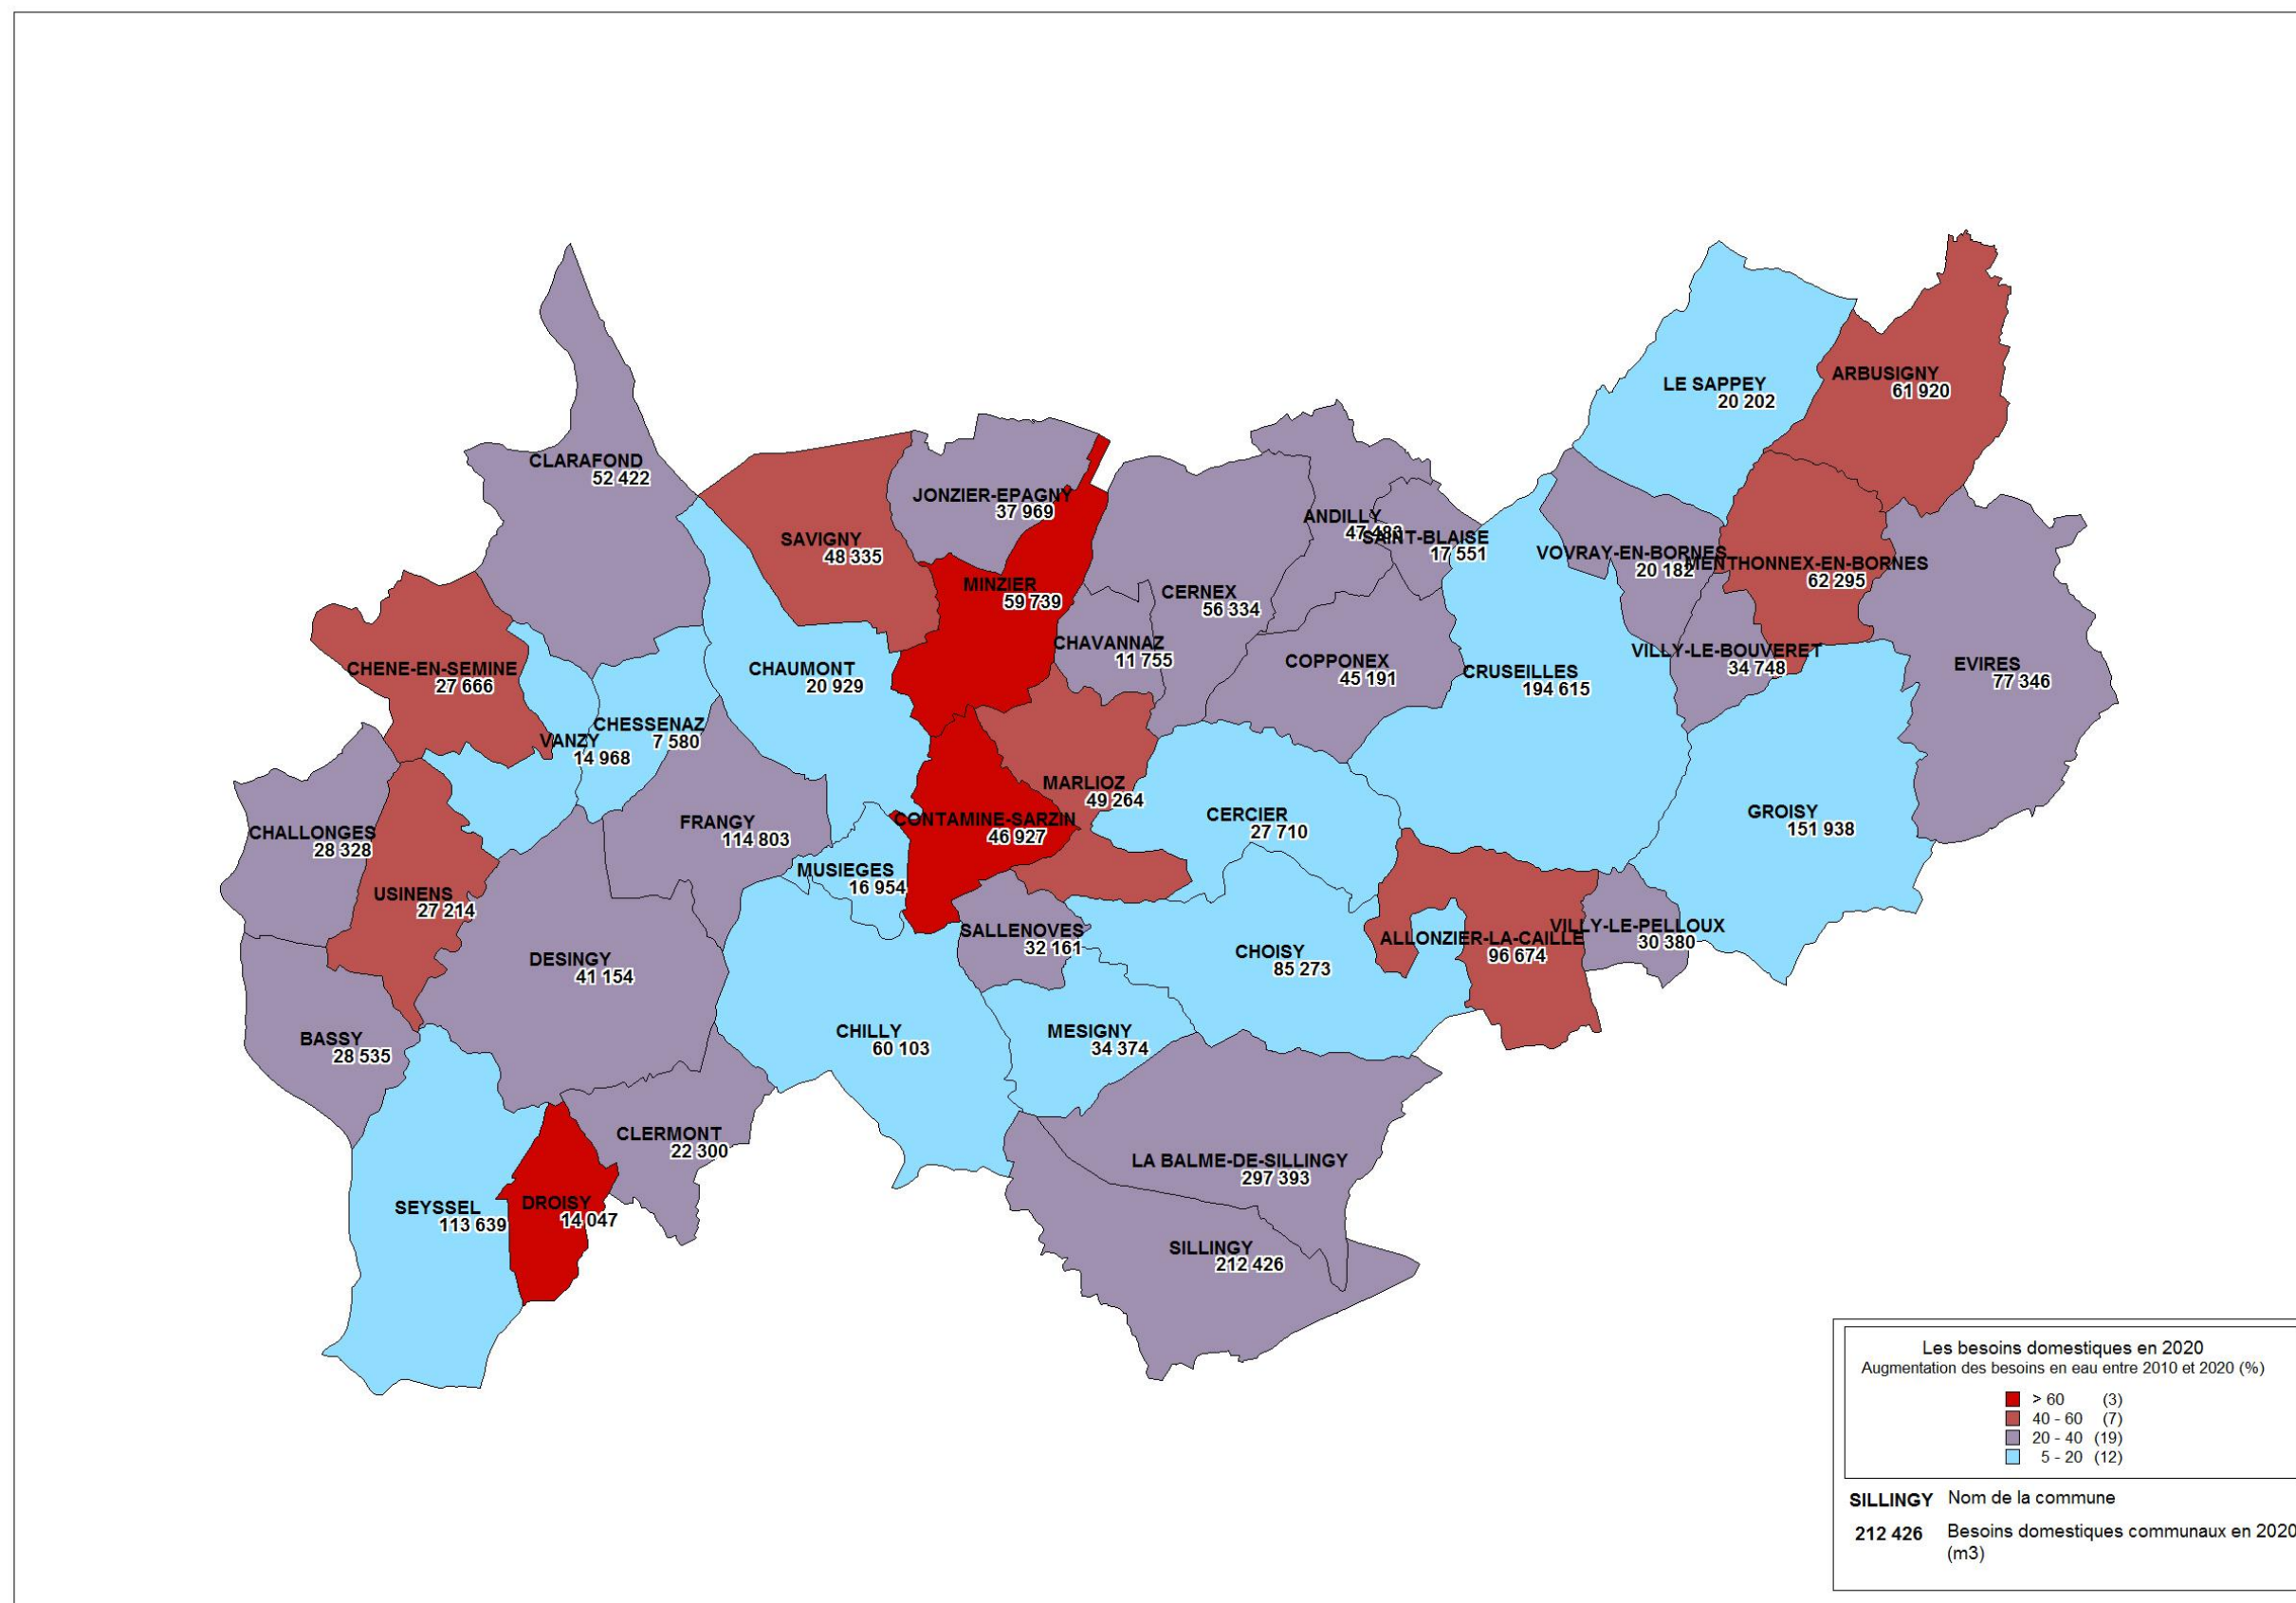 LE SAPPEY
20 202
ARBUSIGNY
61 920
CLARAFOND
52 422
JONZIER-EPAGNY
37 969
ANDILLY
47 483
SAINT-BLAISE
17 551
SAVIGNY
48 335
VOVRAY-EN-BORNES
20 182
MENTHONNEX-EN-BORNES
62 295
MINZIER
59 739
CERNEX
56 334
CHAVANNAZ
11 755
COPPONEX
45 191
CRUSEILLES
194 615
VILLY-LE-BOUVERET
34 748
EVIRES
77 346
CHENE-EN-SEMINE
27 666
CHAUMONT
20 929
CHESSENAZ
7 580
VANZY
14 968
MARLIOZ
49 264
CHALLONGES
28 328
FRANGY
114 803
CONTAMINE-SARZIN
46 927
CERCIER
27 710
GROISY
151 938
MUSIEGES
16 954
USINENS
27 214
SALLENOVES
32 161
ALLONZIER-LA-CAILLE
96 674
VILLY-LE-PELLOUX
30 380
DESINGY
41 154
CHOISY
85 273
BASSY
28 535
CHILLY
60 103
MESIGNY
34 374
CLERMONT
22 300
LA BALME-DE-SILLINGY
297 393
SEYSSEL
113 639
DROISY
14 047
SILLINGY
212 426
Les besoins domestiques en 2020
Augmentation des besoins en eau entre 2010 et 2020 (%)
> 60 (3)
40 - 60 (7)
20 - 40 (19)
5 - 20 (12)
SILLINGY Nom de la commune
212 426 Besoins domestiques communaux en 2020
(m3)